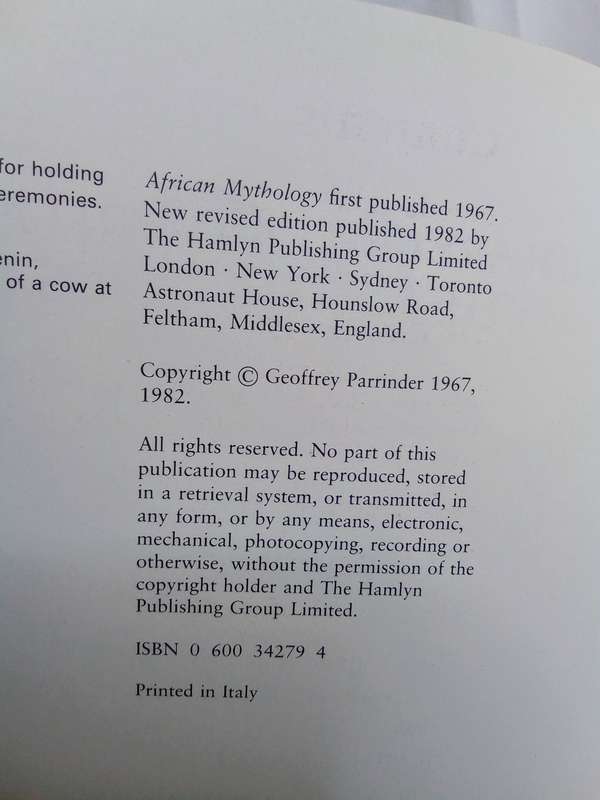 for holding
eremonies.
enin,
of a cow at
African Mythology first published 1967.
New revised edition published 1982 by
The Hamlyn Publishing Group Limited
London · New York · Sydney · Toronto
Astronaut House, Hounslow Road,
Feltham, Middlesex, England.
Copyright © Geoffrey Parrinder 1967,
1982.
All rights reserved. No part of this
publication may be reproduced, stored
in a retrieval system, or transmitted, in
any form, or by any means, electronic,
mechanical, photocopying, recording or
otherwise, without the permission of the
copyright holder and The Hamlyn
Publishing Group Limited.
ISBN 0 600 34279 4
Printed in Italy